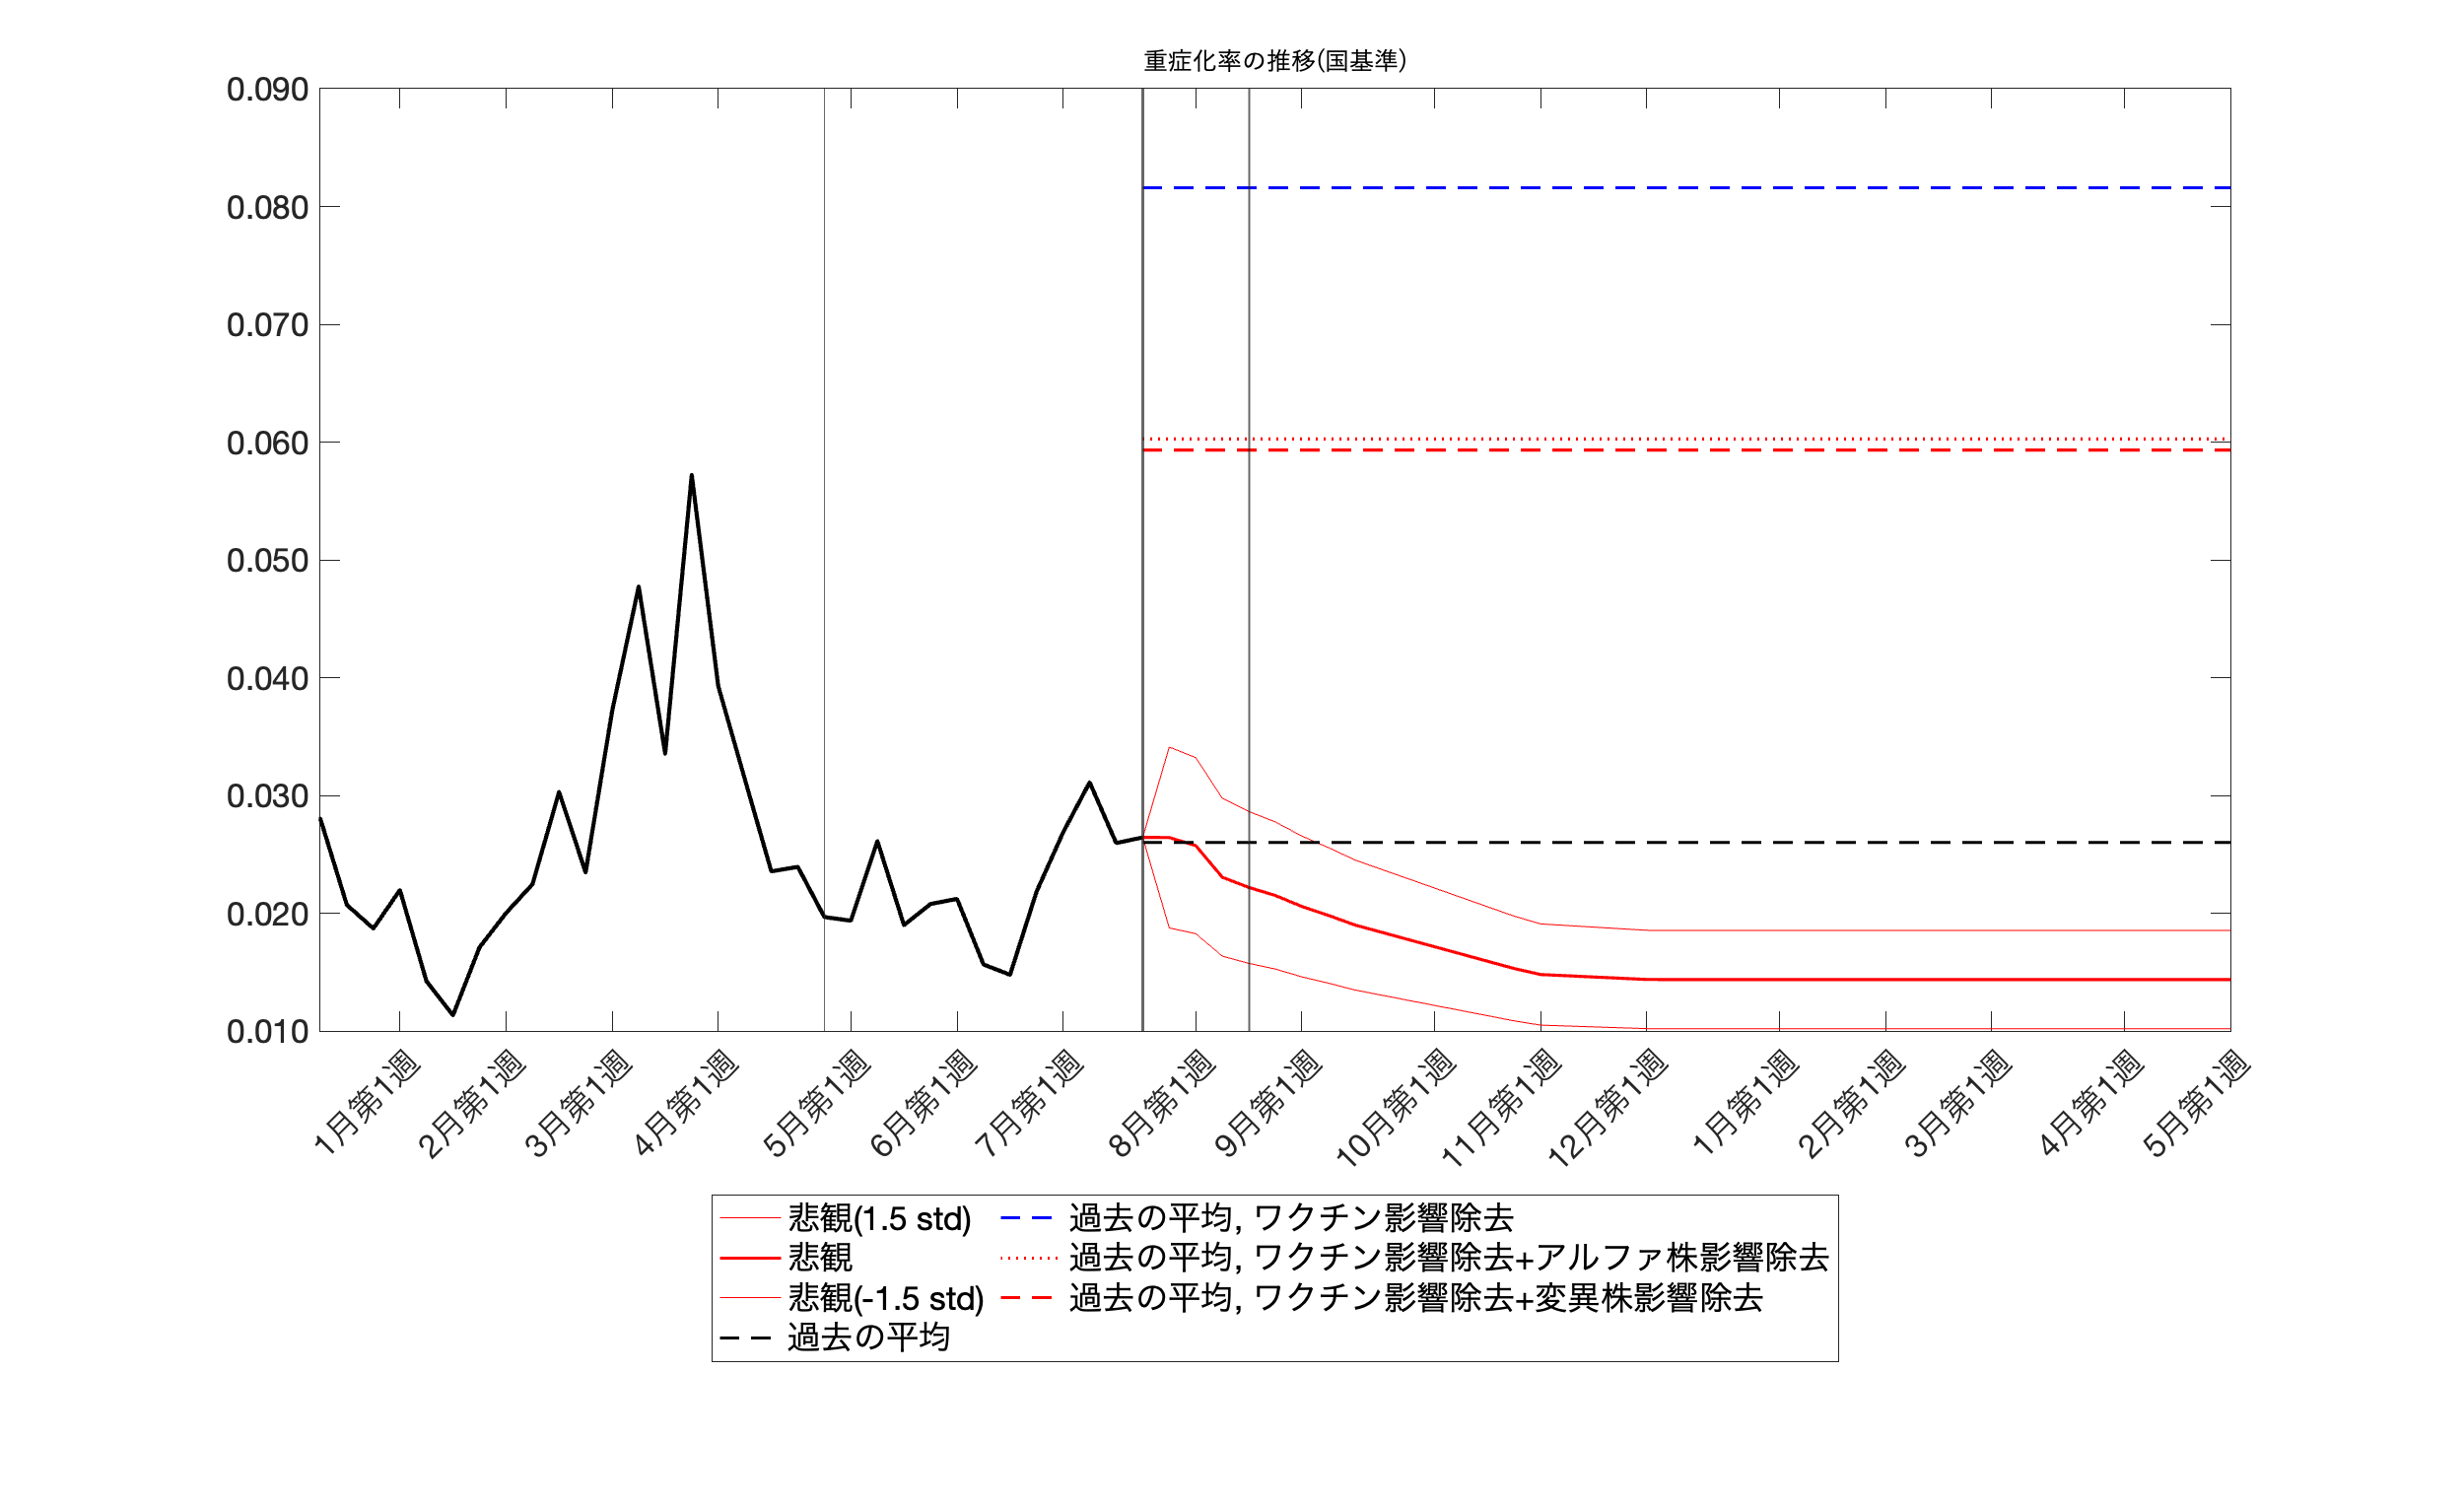 重症化率の推移(国基準)
0.090
0.080
0.070
0.060
0.050
0.040
0.030
0.020
0.010
1月第1週
2月第1週
3月第1週
4月第1週
5月第1週
6月第1週
7月第1週
8月第1週
9月第1週
10月第1週
11月第1週
12月第1週
1月第1週
2月第1週
3月第1週
4月第1週
5月第1週
悲観(1.5 std)
悲観
悲観(-1.5 std)
過去の平均
過去の平均, ワクチン影響除去
過去の平均, ワクチン影響除去+アルファ株影響除去
過去の平均, ワクチン影響除去+変異株影響除去